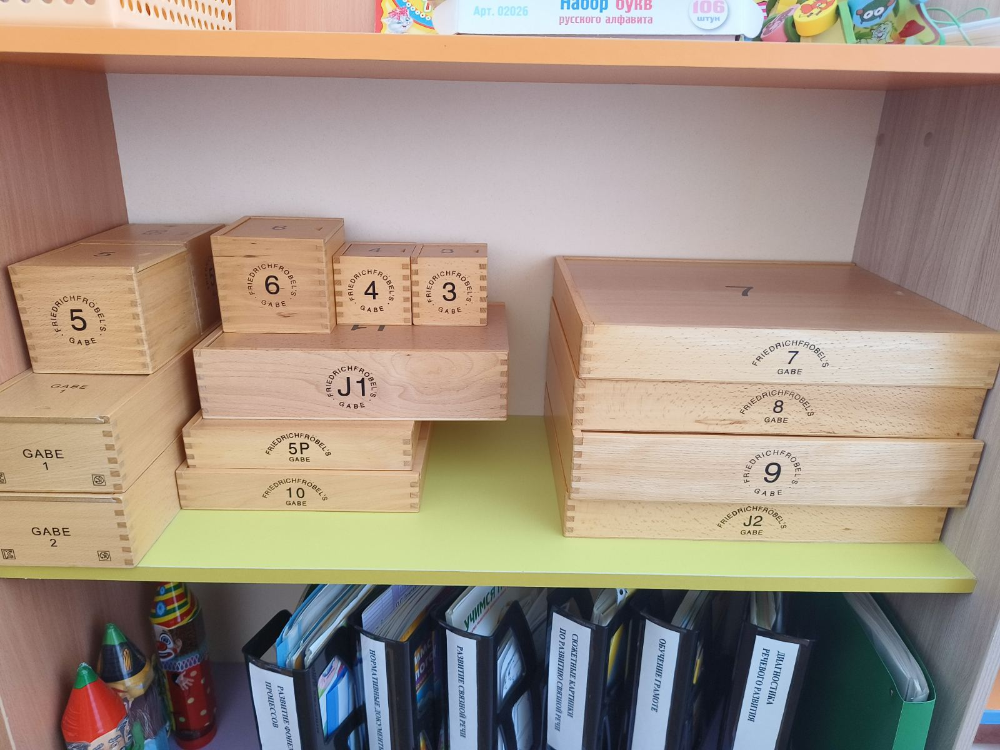 Арт. 02026
Набор букв
русского алфавита
106
штук
5
6
4
3
7
FRIEDRICHFRÖBEL'S
5
GABE
FRIEDRICHFRÖBEL'S
6
GABE
FRIEDRICHFRÖBEL'S
4
GABE
FRIEDRICHFRÖBEL'S
3
GABE
FRIEDRICHFRÖBEL'S
7
GABE
GABE
1
FRIEDRICHFRÖBEL'S
J1
GABE
FRIEDRICHFRÖBEL'S
8
GABE
GABE
1
FRIEDRICHFRÖBEL'S
5P
GABE
FRIEDRICHFRÖBEL'S
9
GABE
GABE
2
FRIEDRICHFRÖBEL'S
10
GABE
FRIEDRICHFRÖBEL'S
J2
GABE
УЧИМСЯ
РАЗВИТИЕ ФОНЕМ
ПРОЦЕССОВ
НОРМАТИВНЫЕ ДОКУМЕНТЫ
РАЗВИТИЕ СВЯЗНОЙ РЕЧИ
СЮЖЕТНЫЕ КАРТИНКИ
ПО РАЗВИТИЮ СВЯЗНОЙ РЕЧИ
ОБУЧЕНИЕ ГРАМОТЕ
ДИАГНОСТИКА
РЕЧЕВОГО РАЗВИТИЯ